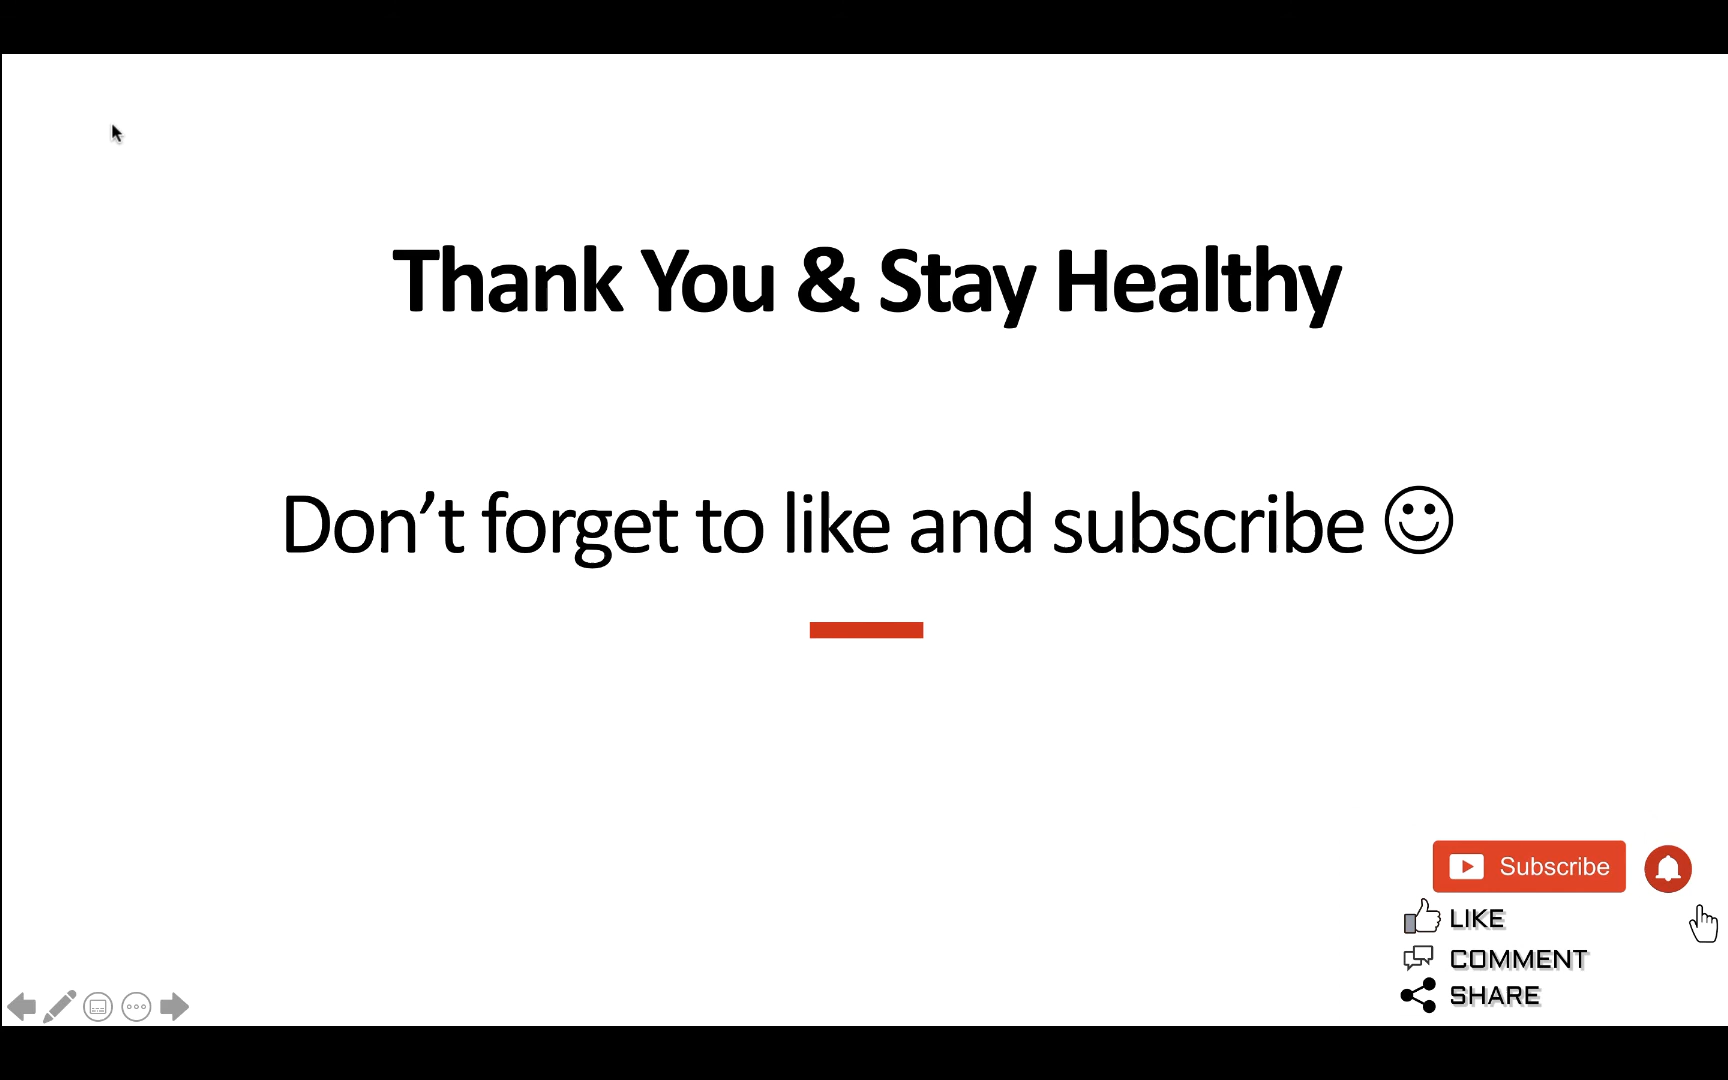 Thank You & Stay Healthy
Don’t forget to like and subscribe ☺
Subscribe
LIKE
COMMENT
SHARE